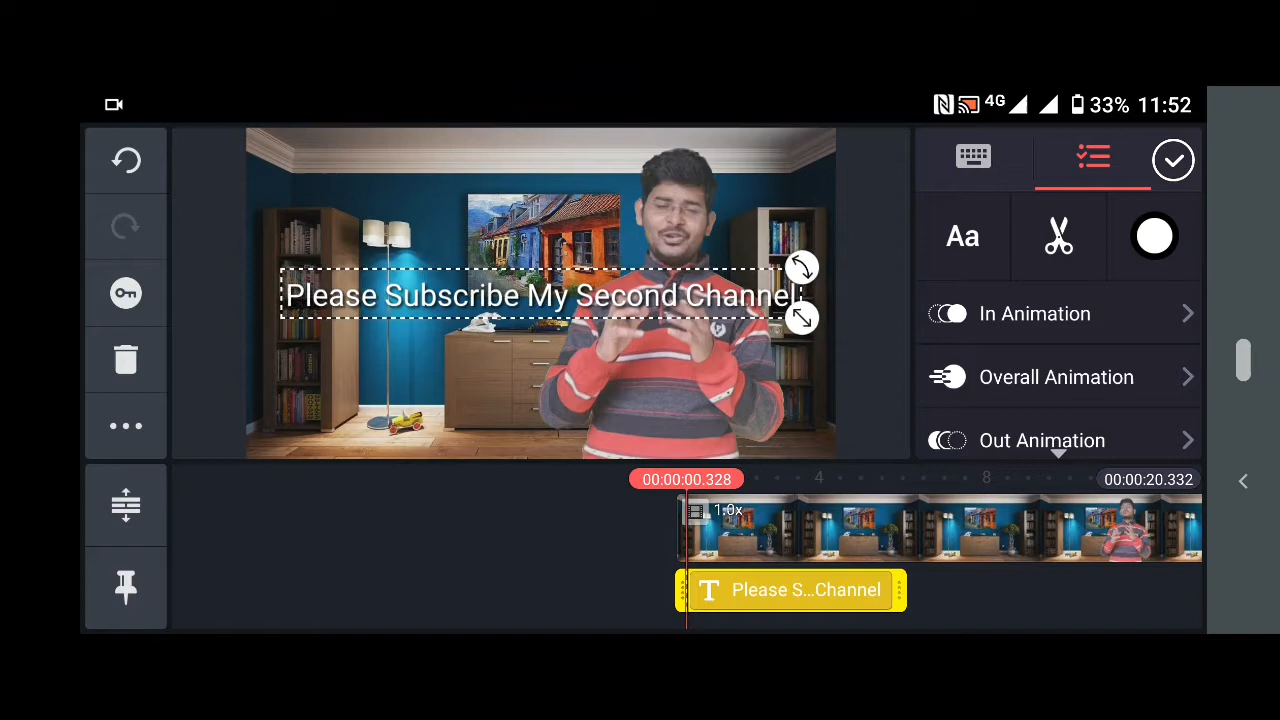 4G 33% 11:52
Please Subscribe My Second Channel
Aa
In Animation
Overall Animation
Out Animation
00:00:00.328
4
8
00:00:20.332
1.0x
T Please S...Channel